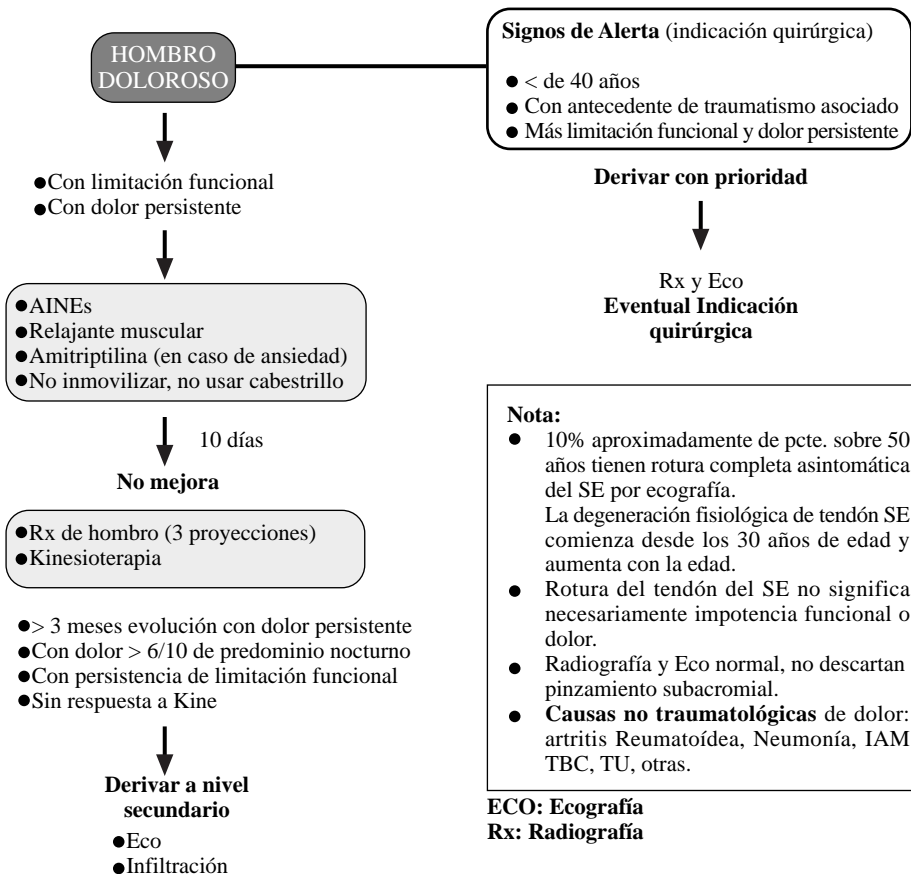 HOMBRO
DOLOROSO
Signos de Alerta (indicación quirúrgica)
● < de 40 años
● Con antecedente de traumatismo asociado
● Más limitación funcional y dolor persistente
Derivar con prioridad
Rx y Eco
Eventual Indicación
quirúrgica
●Con limitación funcional
●Con dolor persistente
●AINEs
●Relajante muscular
●Amitriptilina (en caso de ansiedad)
●No inmovilizar, no usar cabestrillo
10 días
No mejora
●Rx de hombro (3 proyecciones)
●Kinesioterapia
●> 3 meses evolución con dolor persistente
●Con dolor > 6/10 de predominio nocturno
●Con persistencia de limitación funcional
●Sin respuesta a Kine
Derivar a nivel
secundario
●Eco
●Infiltración
Nota:
● 10% aproximadamente de pcte. sobre 50
años tienen rotura completa asintomática
del SE por ecografía.
La degeneración fisiológica de tendón SE
comienza desde los 30 años de edad y
aumenta con la edad.
● Rotura del tendón del SE no significa
necesariamente impotencia funcional o
dolor.
● Radiografía y Eco normal, no descartan
pinzamiento subacromial.
● Causas no traumatológicas de dolor:
artritis Reumatoídea, Neumonía, IAM
TBC, TU, otras.
ECO: Ecografía
Rx: Radiografía